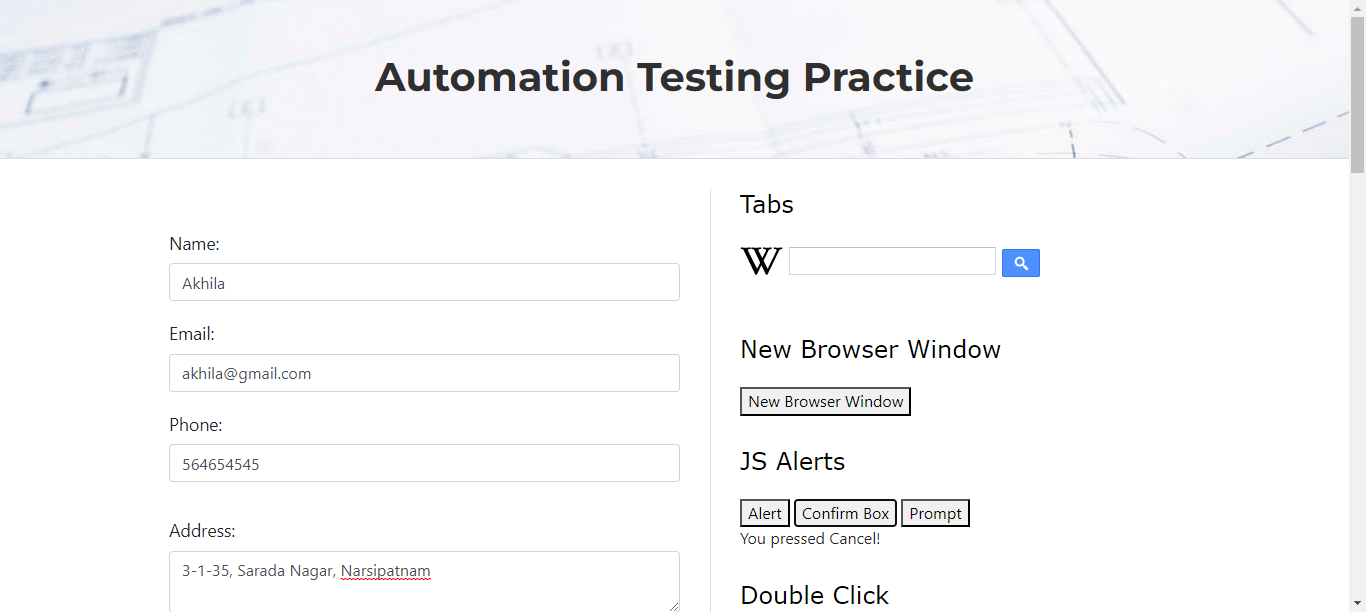 Automation Testing Practice
Name:
Akhila
Email:
akhila@gmail.com
Phone:
564654545
Address:
3-1-35, Sarada Nagar, Narsipatnam
Tabs
W
New Browser Window
New Browser Window
JS Alerts
Alert Confirm Box Prompt
You pressed Cancel!
Double Click